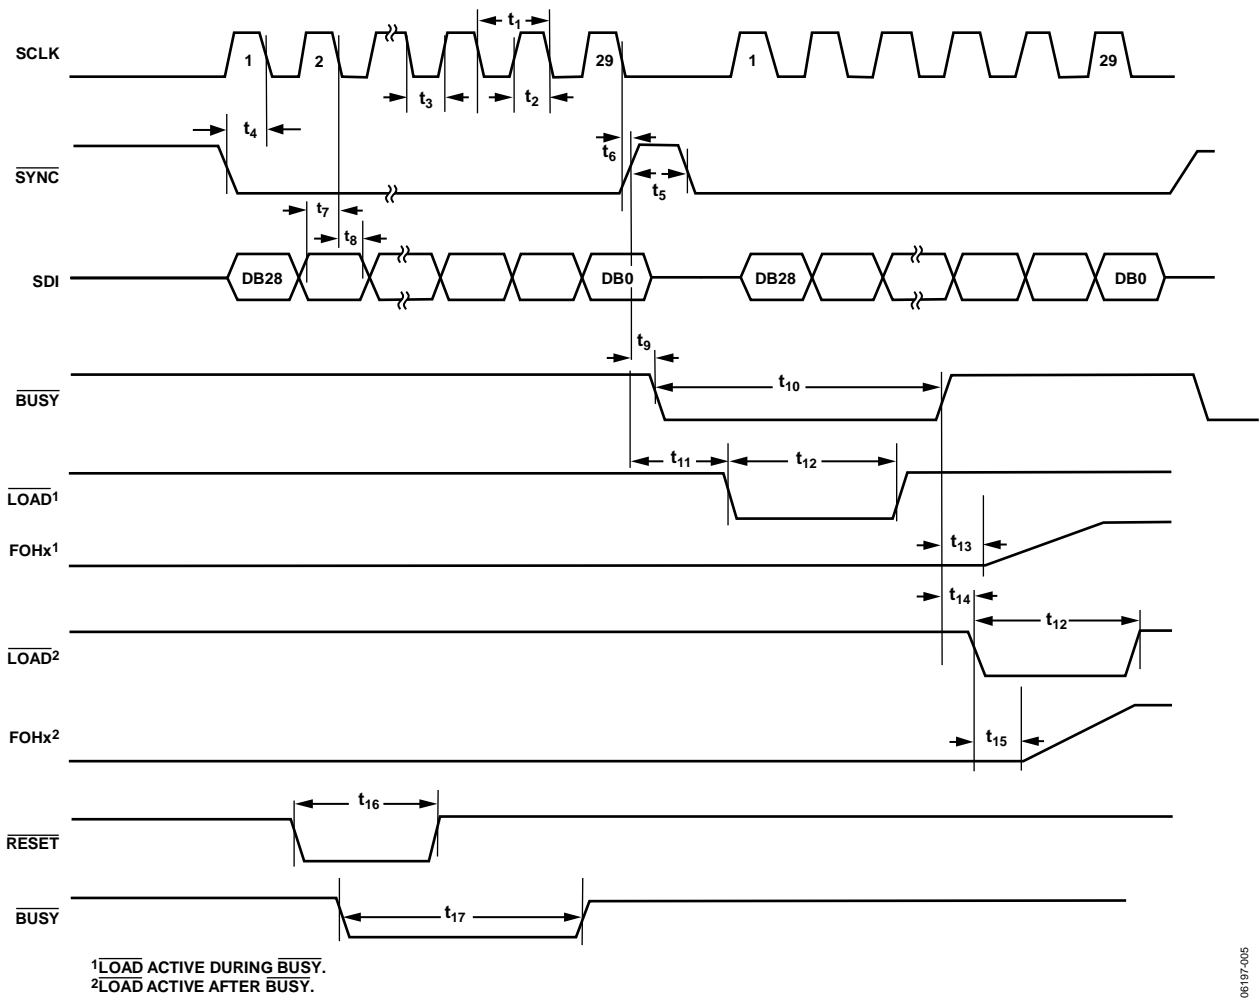 SCLK
1
2
29
1
29
t1
t3
t2
t4
SYNC
t6
t5
t7
t8
SDI
DB28
DB0
DB28
DB0
t9
BUSY
t10
t11
t12
LOAD1
FOHx1
t13
t14
LOAD2
t12
FOHx2
t15
RESET
t16
BUSY
t17
1LOAD ACTIVE DURING BUSY.
2LOAD ACTIVE AFTER BUSY.
06197-005